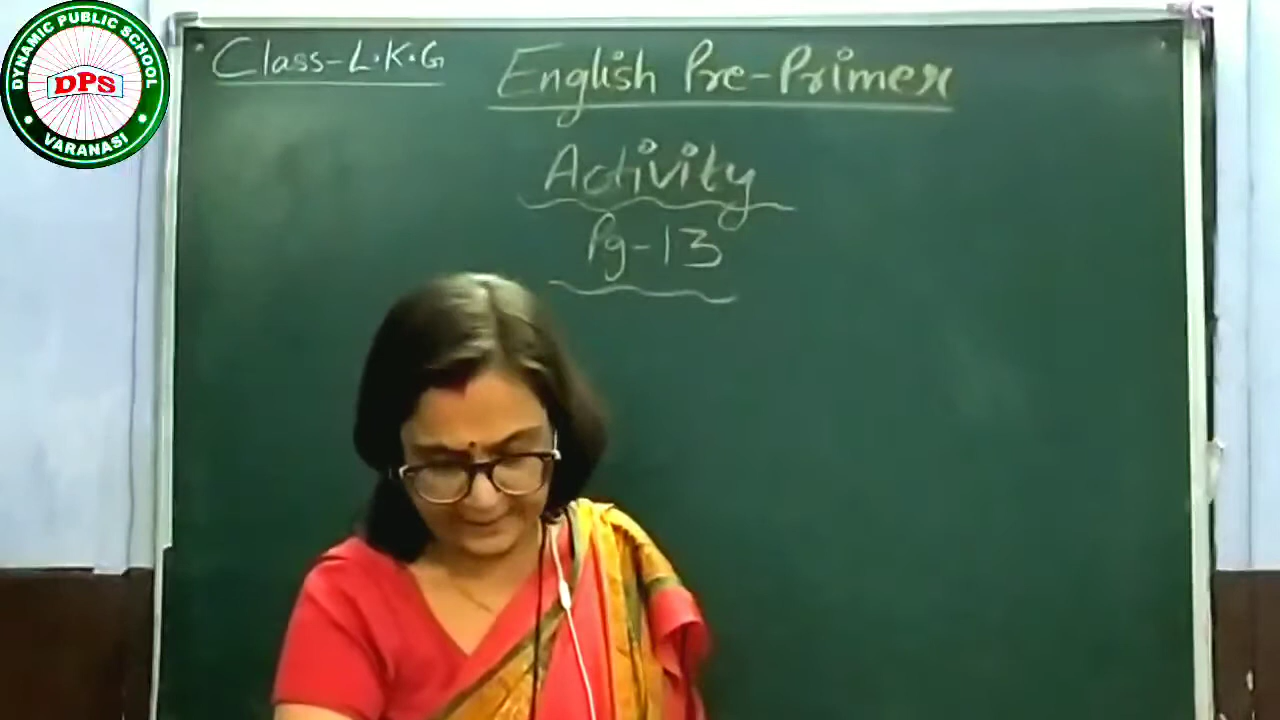 DYNAMIC PUBLIC SCHOOL
DPS
VARANASI
Class-L.K.G
English Pre-Primer
Activity
Pg-13